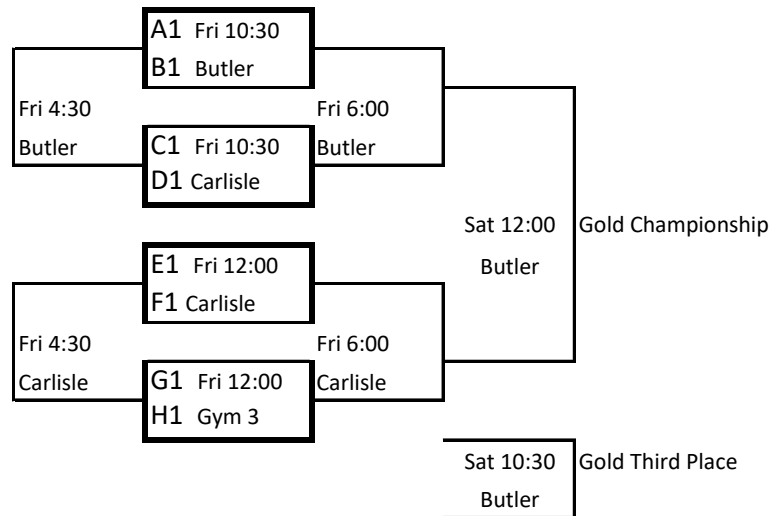 A1 Fri 10:30
B1 Butler
Fri 4:30
Butler
Fri 6:00
Butler
C1 Fri 10:30
D1 Carlisle
Sat 12:00
Butler
Gold Championship
E1 Fri 12:00
F1 Carlisle
Fri 4:30
Carlisle
Fri 6:00
Carlisle
G1 Fri 12:00
H1 Gym 3
Sat 10:30
Butler
Gold Third Place